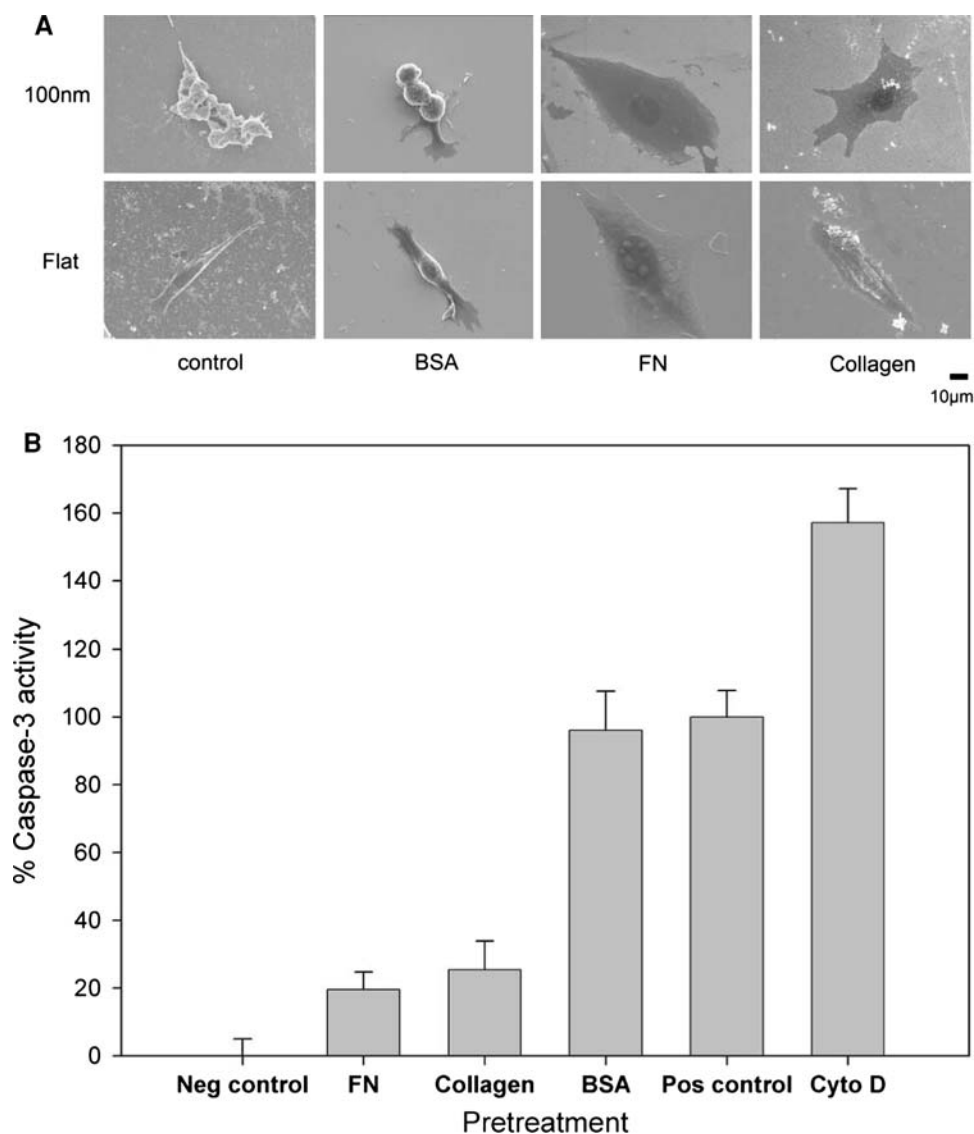 A
100nm
Flat
control BSA FN Collagen
10µm
B
180
160
140
120
100
80
60
40
20
0
% Caspase-3 activity
Neg control FN Collagen BSA Pos control Cyto D
Pretreatment